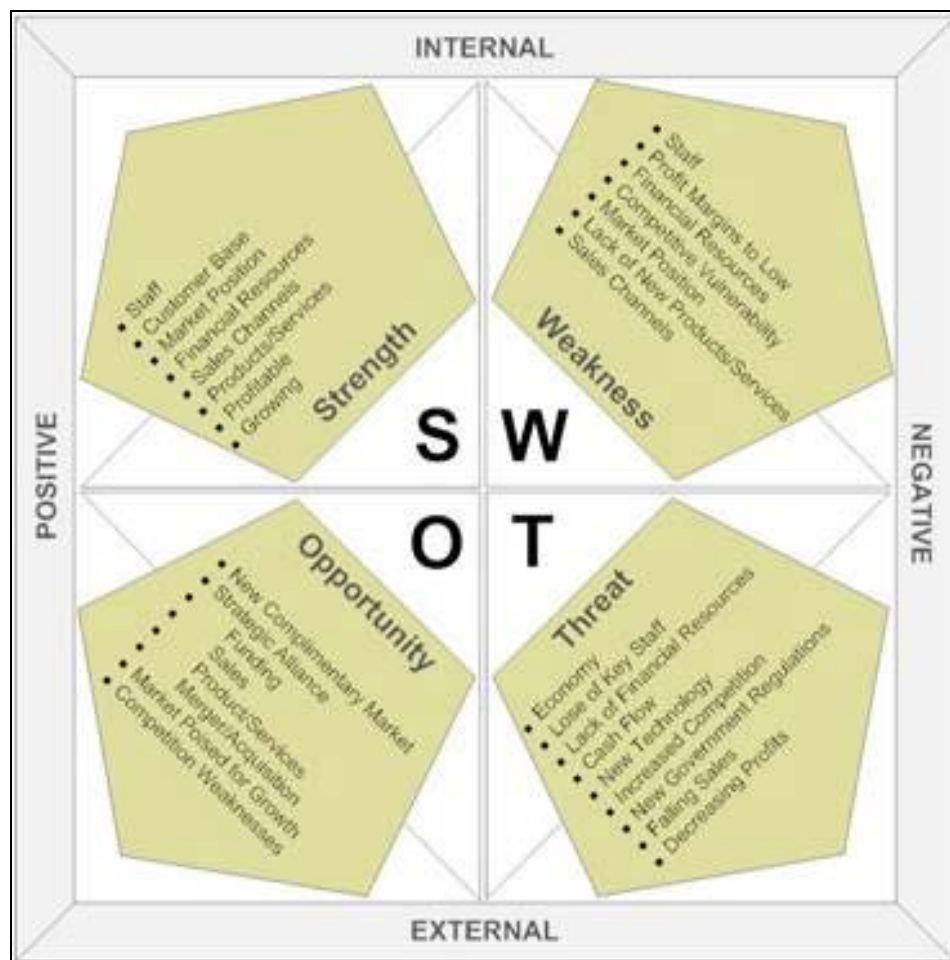 INTERNAL
POSITIVE
NEGATIVE
• Staff
• Customer Base
• Market Position
• Financial Resources
• Sales Channels
• Products/Services
• Profitable
• Growing
Strength
S
• Staff
• Profit Margins to Low
• Financial Resources
• Competitive Vulnerability
• Market Position
• Lack of New Products/Services
• Sales Channels
Weakness
W
Opportunity
O
• New Complimentary Market
• Strategic Alliance
• Funding
• Sales
• Product/Services
• Merger/Acquisition
• Market Poised for Growth
• Competition Weaknesses
Threat
T
• Economy
• Lose of Key Staff
• Lack of Financial Resources
• Cash Flow
• New Technology
• Increased Competition
• New Government Regulations
• Falling Sales
• Decreasing Profits
EXTERNAL